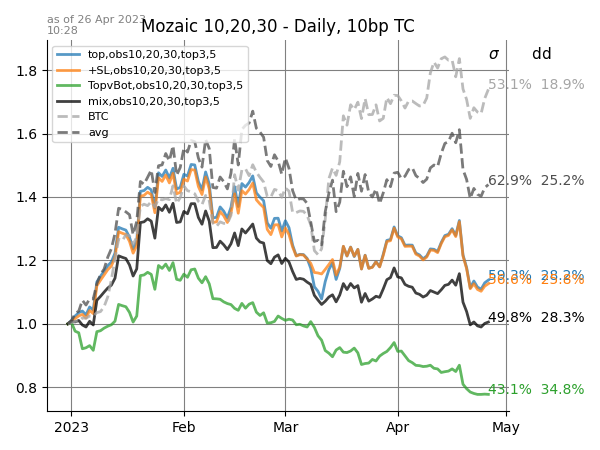 as of 26 Apr 2023
10:28
Mozaic 10,20,30 - Daily, 10bp TC
σ dd
top,obs10,20,30,top3,5
+SL,obs10,20,30,top3,5
TopvBot,obs10,20,30,top3,5
mix,obs10,20,30,top3,5
BTC
avg
1.8
1.6
1.4
1.2
1.0
0.8
53.1% 18.9%
62.9% 25.2%
49.8% 28.3%
43.1% 34.8%
2023 Feb Mar Apr May